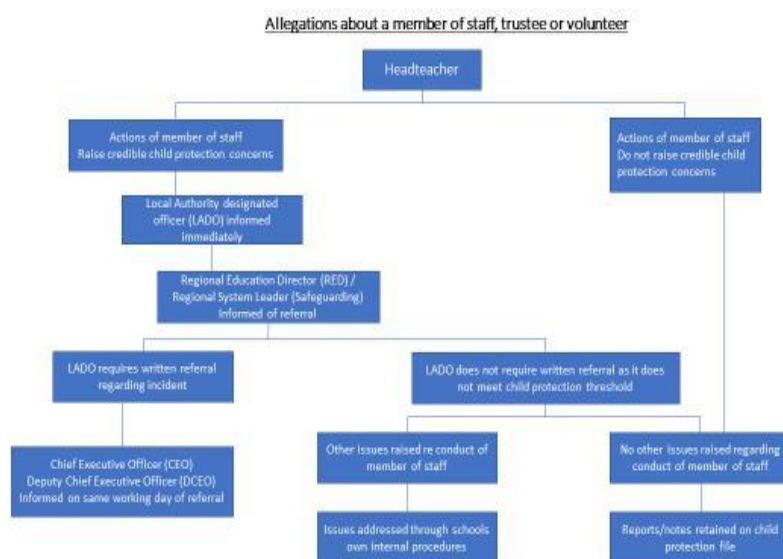 Allegations about a member of staff, trustee or volunteer
Headteacher
Actions of member of staff
Raise credible child protection concerns
Actions of member of staff
Do not raise credible child
protection concerns
Local Authority designated
officer (LADO) informed
immediately
Regional Education Director (RED) /
Regional System Leader (Safeguarding)
Informed of referral
LADO requires written referral
regarding incident
LADO does not require written referral as it does
not meet child protection threshold
Chief Executive Officer (CEO)
Deputy Chief Executive Officer (DCEO)
Informed on same working day of referral
Other issues raised re conduct of
member of staff
No other issues raised regarding
conduct of member of staff
Issues addressed through schools
own internal procedures
Reports/notes retained on child
protection file